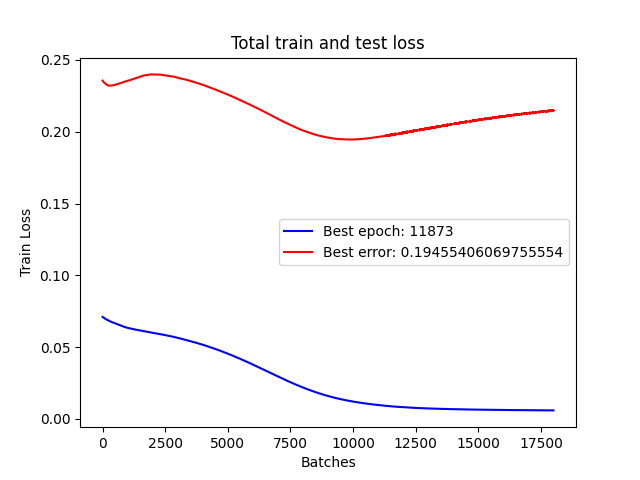 Total train and test loss
0.25
0.20
0.15
0.10
0.05
0.00
Train Loss
Best epoch: 11873
Best error: 0.19455406069755554
0 2500 5000 7500 10000 12500 15000 17500
Batches